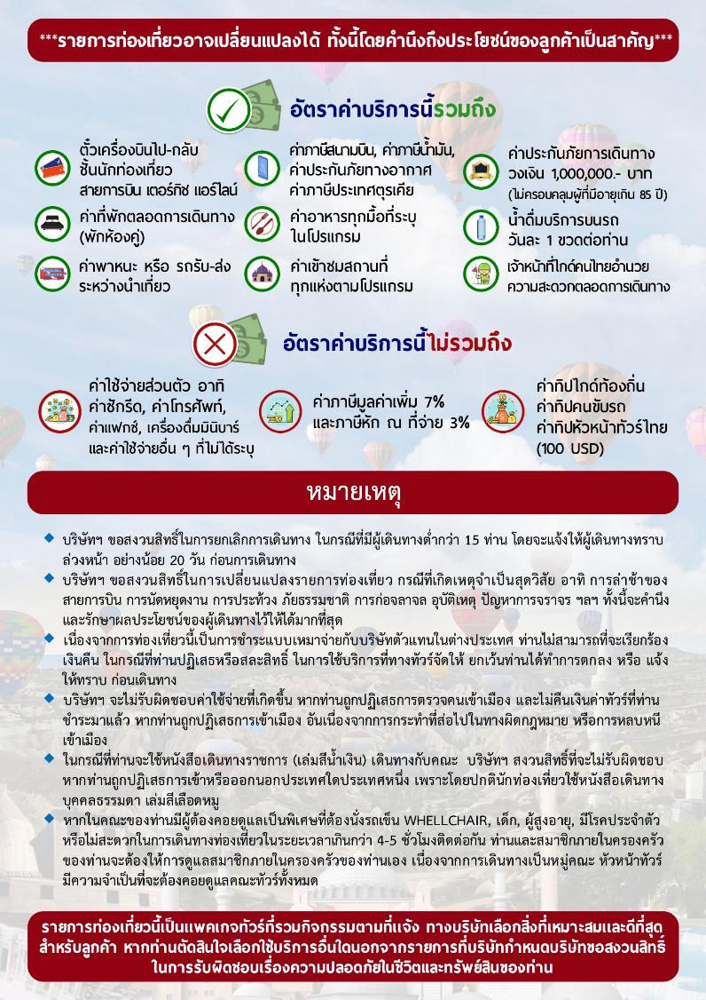 ***รายการท่องเที่ยวอาจเปลี่ยนแปลงได้ ทั้งนี้โดยคำนึงถึงประโยชน์ของลูกค้าเป็นสาคัญ***
อัตราค่าบริการนี้รวมถึง
ตั๋วเครื่องบินไป-กลับ
ชั้นนักท่องเที่ยว
สายการบิน เตอร์กิช แอร์ไลน์
ค่าภาษีสนามบิน, ค่าภาษีน้ำมัน,
ค่าประกันภัยทางอากาศ
ค่าภาษีประเทศตุรเคีย
ค่าประกันภัยการเดินทาง
วงเงิน 1,000,000.- บาท
(ไม่ครอบคลุมผู้ที่มีอายุเกิน 85 ปี)
ค่าที่พักตลอดการเดินทาง
(พักห้องคู่)
ค่าอาหารทุกมื้อที่ระบุ
ในโปรแกรม
น้ำดื่มบริการบนรถ
วันละ 1 ขวดต่อท่าน
ค่าพาหนะ หรือ รถรับ-ส่ง
ระหว่างนำเที่ยว
ค่าเข้าชมสถานที่
ทุกแห่งตามโปรแกรม
เจ้าหน้าที่ไกด์คนไทยอำนวย
ความสะดวกตลอดการเดินทาง
อัตราค่าบริการนี้ไม่รวมถึง
ค่าใช้จ่ายส่วนตัว อาทิ
ค่าซักรีด, ค่าโทรศัพท์,
ค่าแฟกซ์, เครื่องดื่มมินิบาร์
และค่าใช้จ่ายอื่น ๆ ที่ไม่ได้ระบุ
ค่าภาษีมูลค่าเพิ่ม 7%
และภาษีหัก ณ ที่จ่าย 3%
ค่าทิปไกด์ท้องถิ่น
ค่าทิปคนขับรถ
ค่าทิปหัวหน้าทัวร์ไทย
(100 USD)
หมายเหตุ
บริษัทฯ ขอสงวนสิทธิ์ในการยกเลิกการเดินทาง ในกรณีที่มีผู้เดินทางต่ำกว่า 15 ท่าน โดยจะแจ้งให้ผู้เดินทางทราบ
ล่วงหน้า อย่างน้อย 20 วัน ก่อนการเดินทาง
บริษัทฯ ขอสงวนสิทธิ์ในการเปลี่ยนแปลงรายการท่องเที่ยว กรณีที่เกิดเหตุจำเป็นสุดวิสัย อาทิ การล่าช้าของ
สายการบิน การนัดหยุดงาน การประท้วง ภัยธรรมชาติ การก่อจลาจล อุบัติเหตุ ปัญหาการจราจร ฯลฯ ทั้งนี้จะคำนึง
และรักษาผลประโยชน์ของผู้เดินทางไว้ให้ได้มากที่สุด
เนื่องจากการท่องเที่ยวนี้เป็นการชำระแบบเหมาจ่ายกับบริษัทตัวแทนในต่างประเทศ ท่านไม่สามารถที่จะเรียกร้อง
เงินคืน ในกรณีที่ท่านปฏิเสธหรือสละสิทธิ์ ในการใช้บริการที่ทางทัวร์จัดให้ ยกเว้นท่านได้ทำการตกลง หรือ แจ้ง
ให้ทราบ ก่อนเดินทาง
บริษัทฯ จะไม่รับผิดชอบค่าใช้จ่ายที่เกิดขึ้น หากท่านถูกปฏิเสธการตรวจคนเข้าเมือง และไม่คืนเงินค่าทัวร์ที่ท่าน
ชำระมาแล้ว หากท่านถูกปฏิเสธการเข้าเมือง อันเนื่องจากการกระทำที่ส่อไปในทางผิดกฎหมาย หรือการหลบหนี
เข้าเมือง
ในกรณีที่ท่านจะใช้หนังสือเดินทางราชการ (เล่มสีน้ำเงิน) เดินทางกับคณะ บริษัทฯ สงวนสิทธิ์ที่จะไม่รับผิดชอบ
หากท่านถูกปฏิเสธการเข้าหรือออกนอกประเทศใดประเทศหนึ่ง เพราะโดยปกตินักท่องเที่ยวใช้หนังสือเดินทาง
บุคคลธรรมดา เล่มสีเลือดหมู
หากในคณะของท่านมีผู้ต้องคอยดูแลเป็นพิเศษที่ต้องนั่งรถเข็น WHELLCHAIR, เด็ก, ผู้สูงอายุ, มีโรคประจำตัว
หรือไม่สะดวกในการเดินทางท่องเที่ยวในระยะเวลาเกินกว่า 4-5 ชั่วโมงติดต่อกัน ท่านและสมาชิกภายในครองครัว
ของท่านจะต้องให้การดูแลสมาชิกภายในครองครัวของท่านเอง เนื่องจากการเดินทางเป็นหมู่คณะ หัวหน้าทัวร์
มีความจำเป็นที่จะต้องคอยดูแลคณะทัวร์ทั้งหมด
รายการท่องเที่ยวนี้เป็นแพคเกจทัวร์ที่รวมกิจกรรมตามที่แจ้ง ทางบริษัทเลือกสิ่งที่เหมาะสมและดีที่สุด
สำหรับลูกค้า หากท่านตัดสินใจเลือกใช้บริการอื่นใดนอกจากรายการที่บริษัทกำหนดบริษัทขอสงวนสิทธิ์
ในการรับผิดชอบเรื่องความปลอดภัยในชีวิตและทรัพย์สินของท่าน